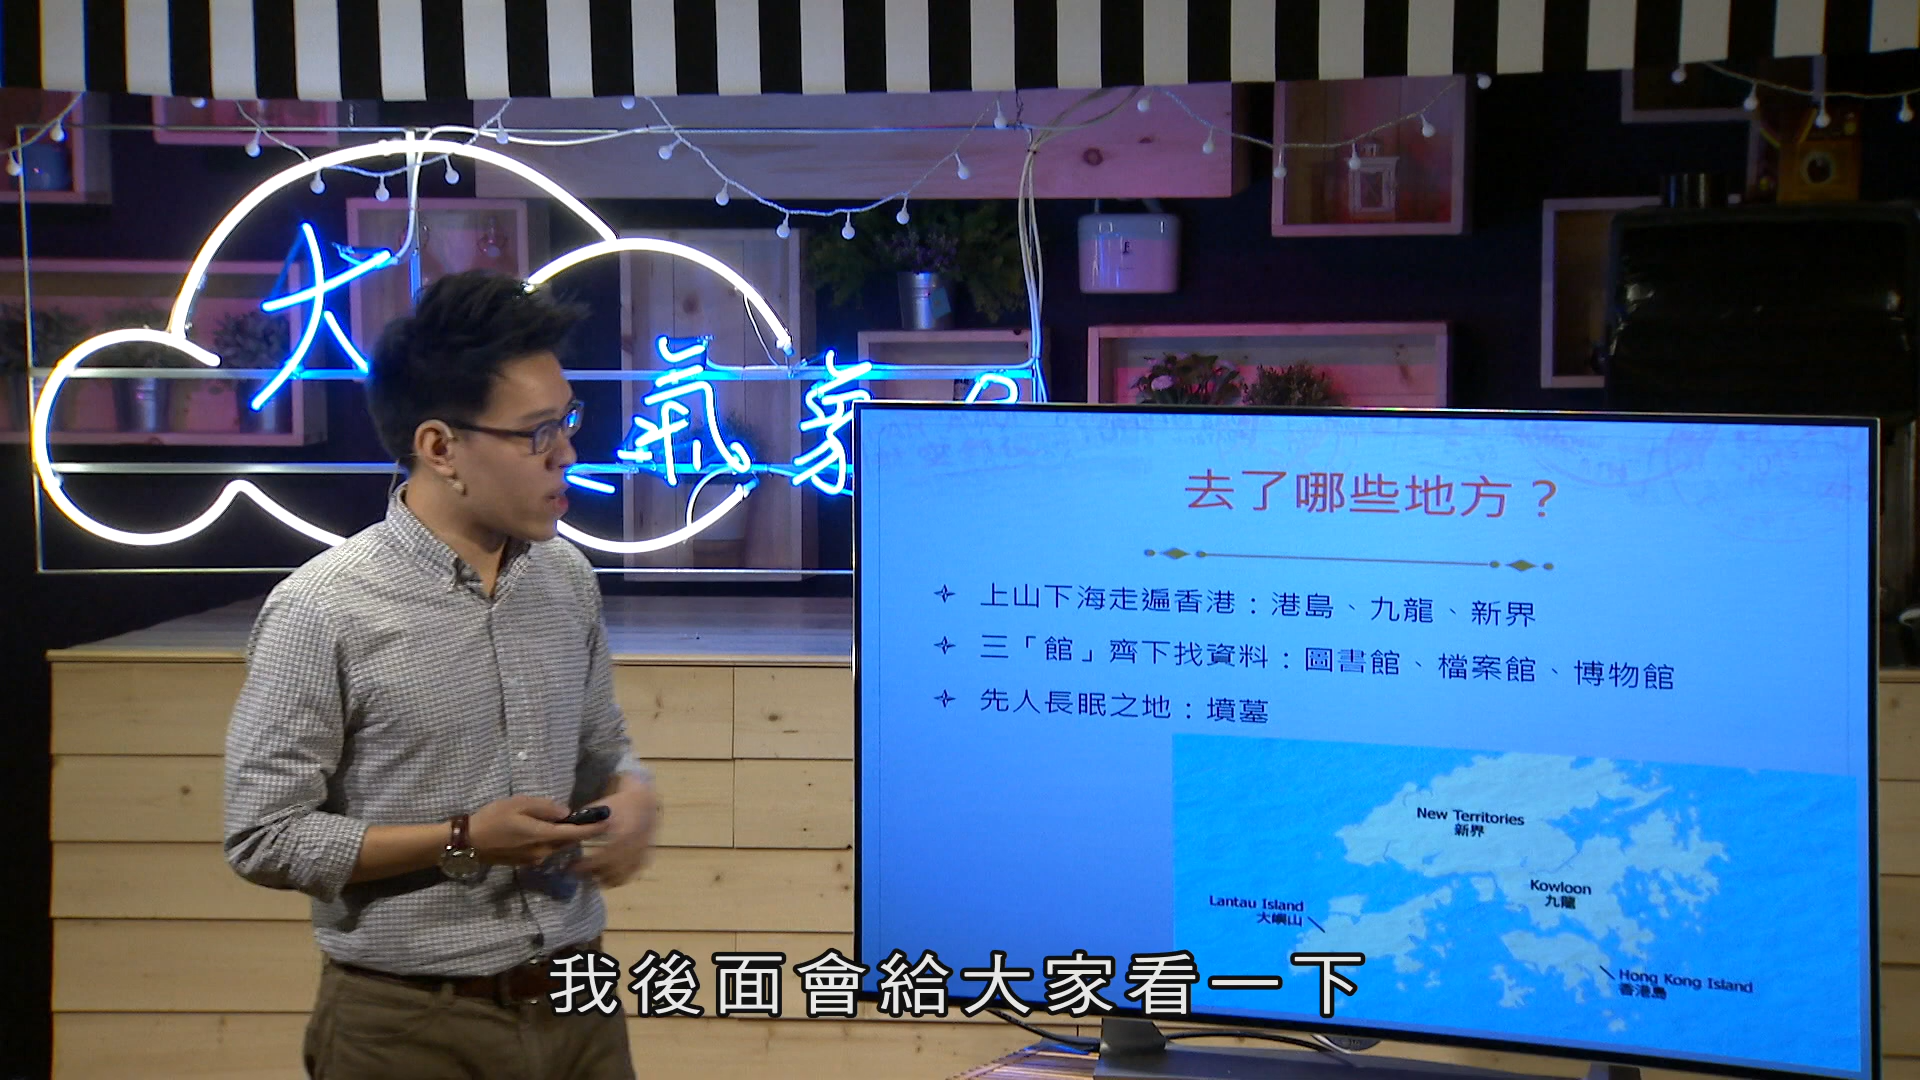 大氣象
去了哪些地方？
上山下海走遍香港：港島、九龍、新界
三「館」齊下找資料：圖書館、檔案館、博物館
先人長眠之地：墳墓
New Territories
新界
Kowloon
九龍
Lantau Island
大嶼山
Hong Kong Island
香港島
我後面會給大家看一下